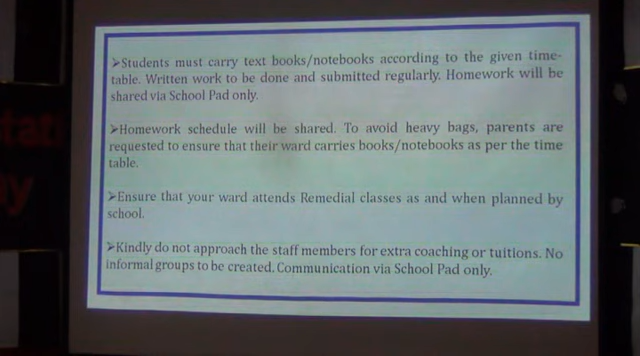 ➢Students must carry text books/notebooks according to the given time-
table. Written work to be done and submitted regularly. Homework will be
shared via School Pad only.
➢Homework schedule will be shared. To avoid heavy bags, parents are
requested to ensure that their ward carries books/notebooks as per the time
table.
➢Ensure that your ward attends Remedial classes as and when planned by
school.
➢Kindly do not approach the staff members for extra coaching or tuitions. No
informal groups to be created. Communication via School Pad only.